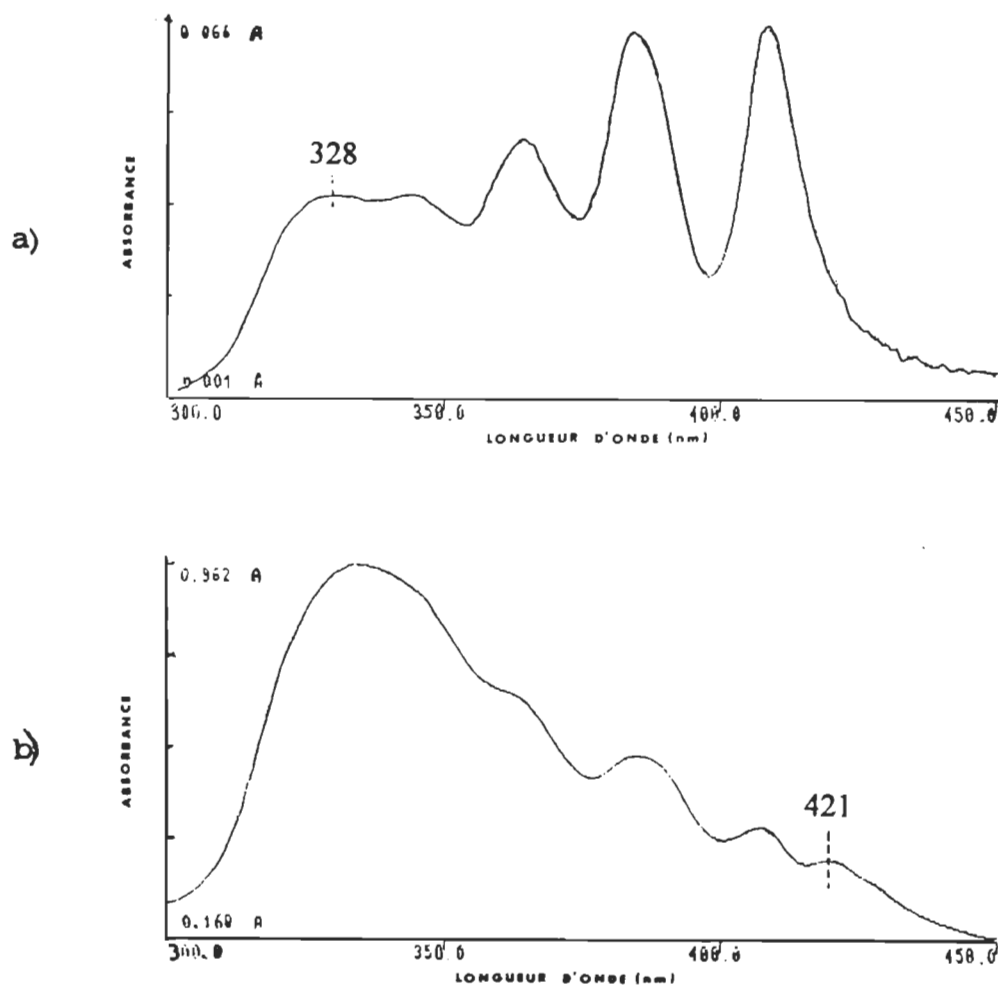 0.066 A
328
ABSORBANCE
a)
0.001 A
300.0 350.0 400.0 450.0
LONGUEUR D'ONDE (nm)
0.962 A
ABSORBANCE
b)
421
0.160 A
300.0 350.0 400.0 450.0
LONGUEUR D'ONDE (nm)